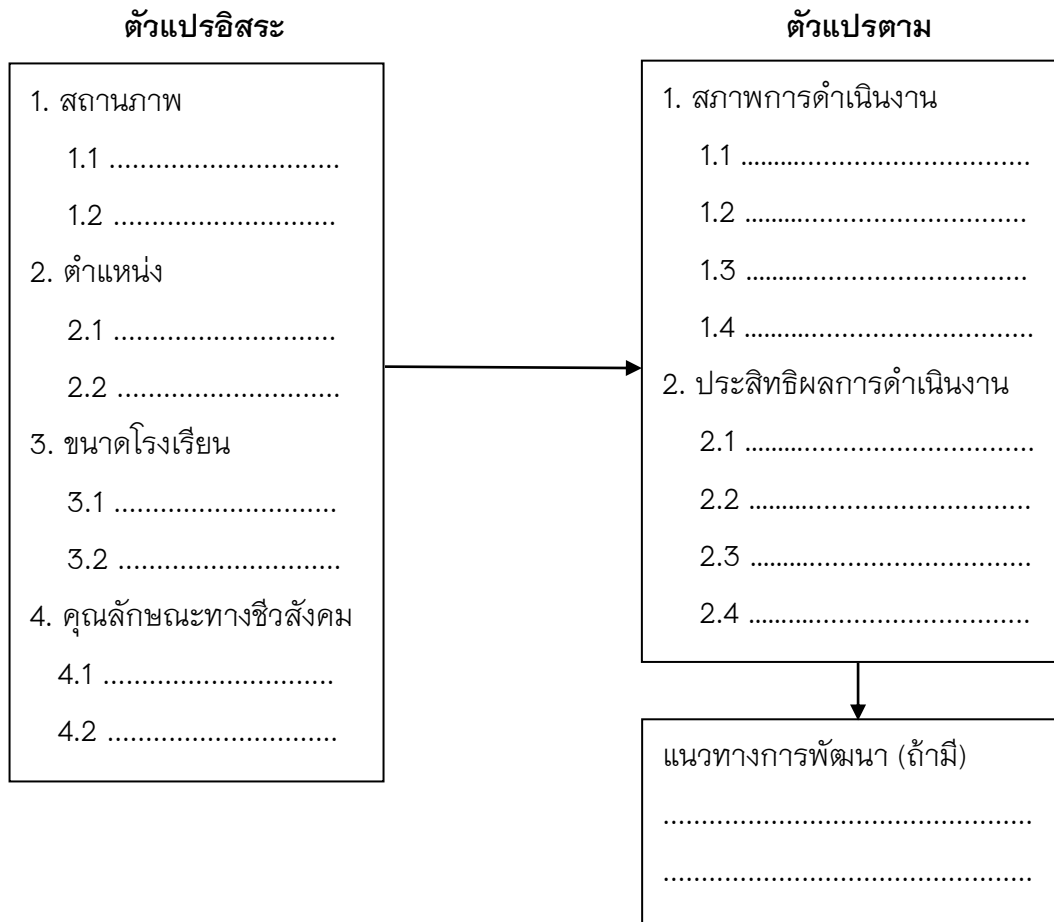 ตัวแปรอิสระ
1. สถานภาพ
1.1 ..............................
1.2 .............................
2. ตำแหน่ง
2.1 .............................
2.2 .............................
3. ขนาดโรงเรียน
3.1 .............................
3.2 .............................
4. คุณลักษณะทางชีวสังคม
4.1 ..............................
4.2 ..............................
ตัวแปรตาม
1. สภาพการดำเนินงาน
1.1 ......................................
1.2 .....................................
1.3 .....................................
1.4 ......................................
2. ประสิทธิผลการดำเนินงาน
2.1 ......................................
2.2 .....................................
2.3 .....................................
2.4 .....................................
แนวทางการพัฒนา (ถ้ามี)
................................................
................................................